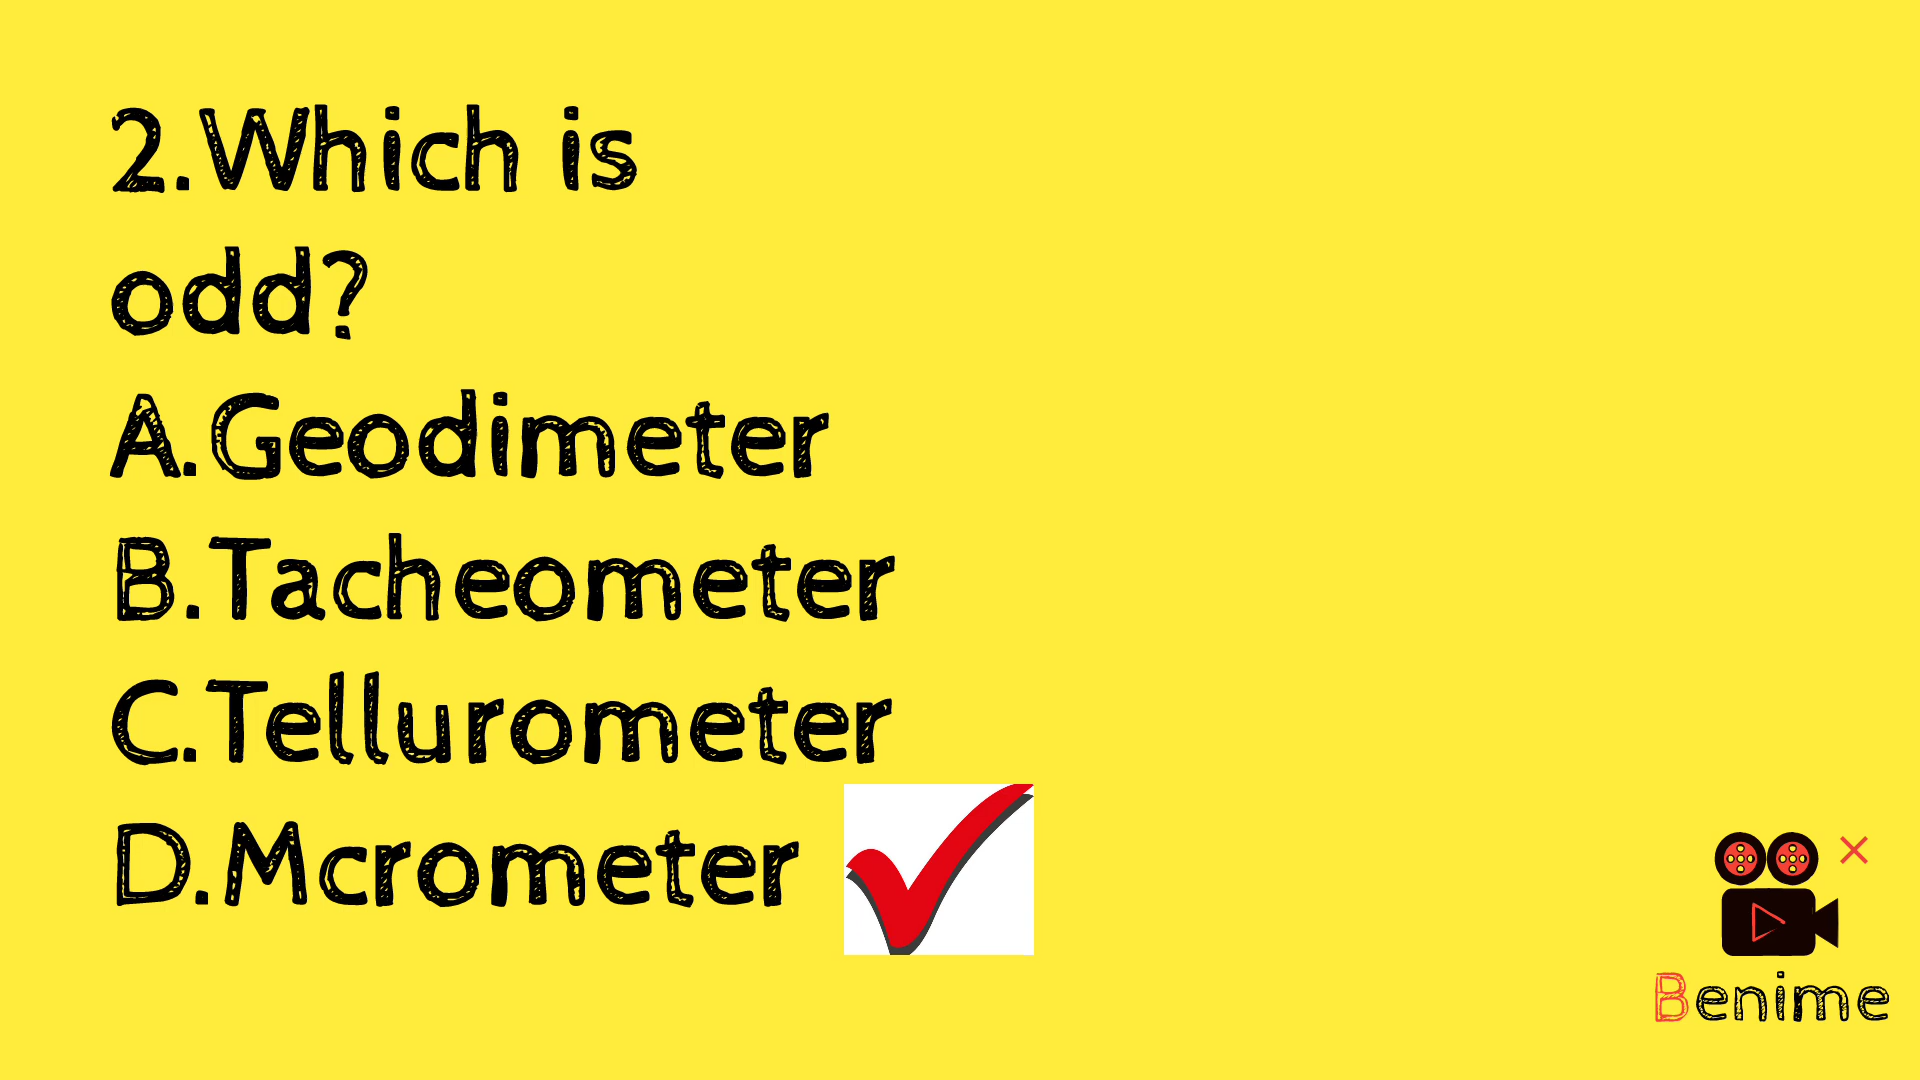 2.Which is
odd?
A.Geodimeter
B.Tacheometer
C.Tellurometer
D.Mcrometer
Benime